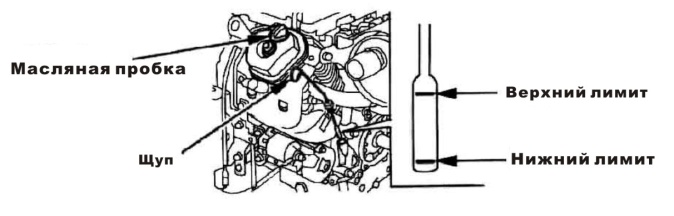 Масляная пробка
Верхний лимит
Щуп
Нижний лимит